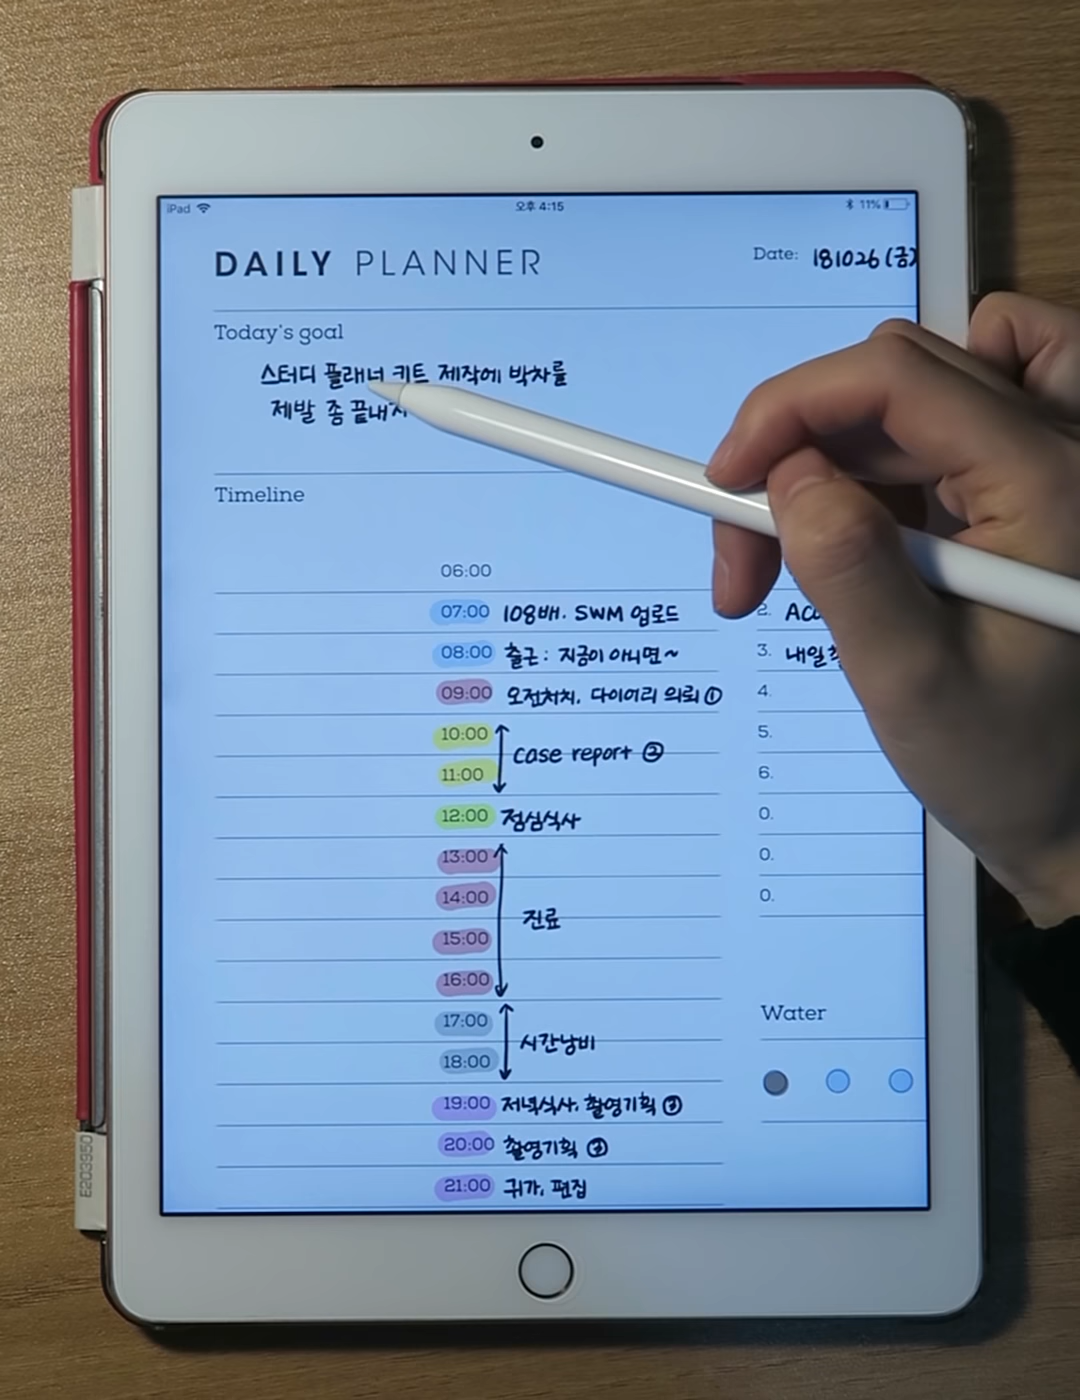 iPad 오후 4:15 11%
DAILY PLANNER
Date: 181026 (금)
Today's goal
스터디 플래너 키트 제작에 박차를
제발 좀 끝내자
Timeline
06:00
07:00 108배. SWM 업로드
08:00 출근: 지금이 아니면~
09:00 오전처치, 다이어리 의뢰 ①
10:00
case report ②
11:00
12:00 점심식사
13:00
14:00
진료
15:00
16:00
17:00
시간낭비
18:00
19:00 저녁식사, 촬영기획 ③
20:00 촬영기획 ③
21:00 귀가, 편집
2.
3. 내일
4.
5.
6.
0.
0.
0.
Water
E203950